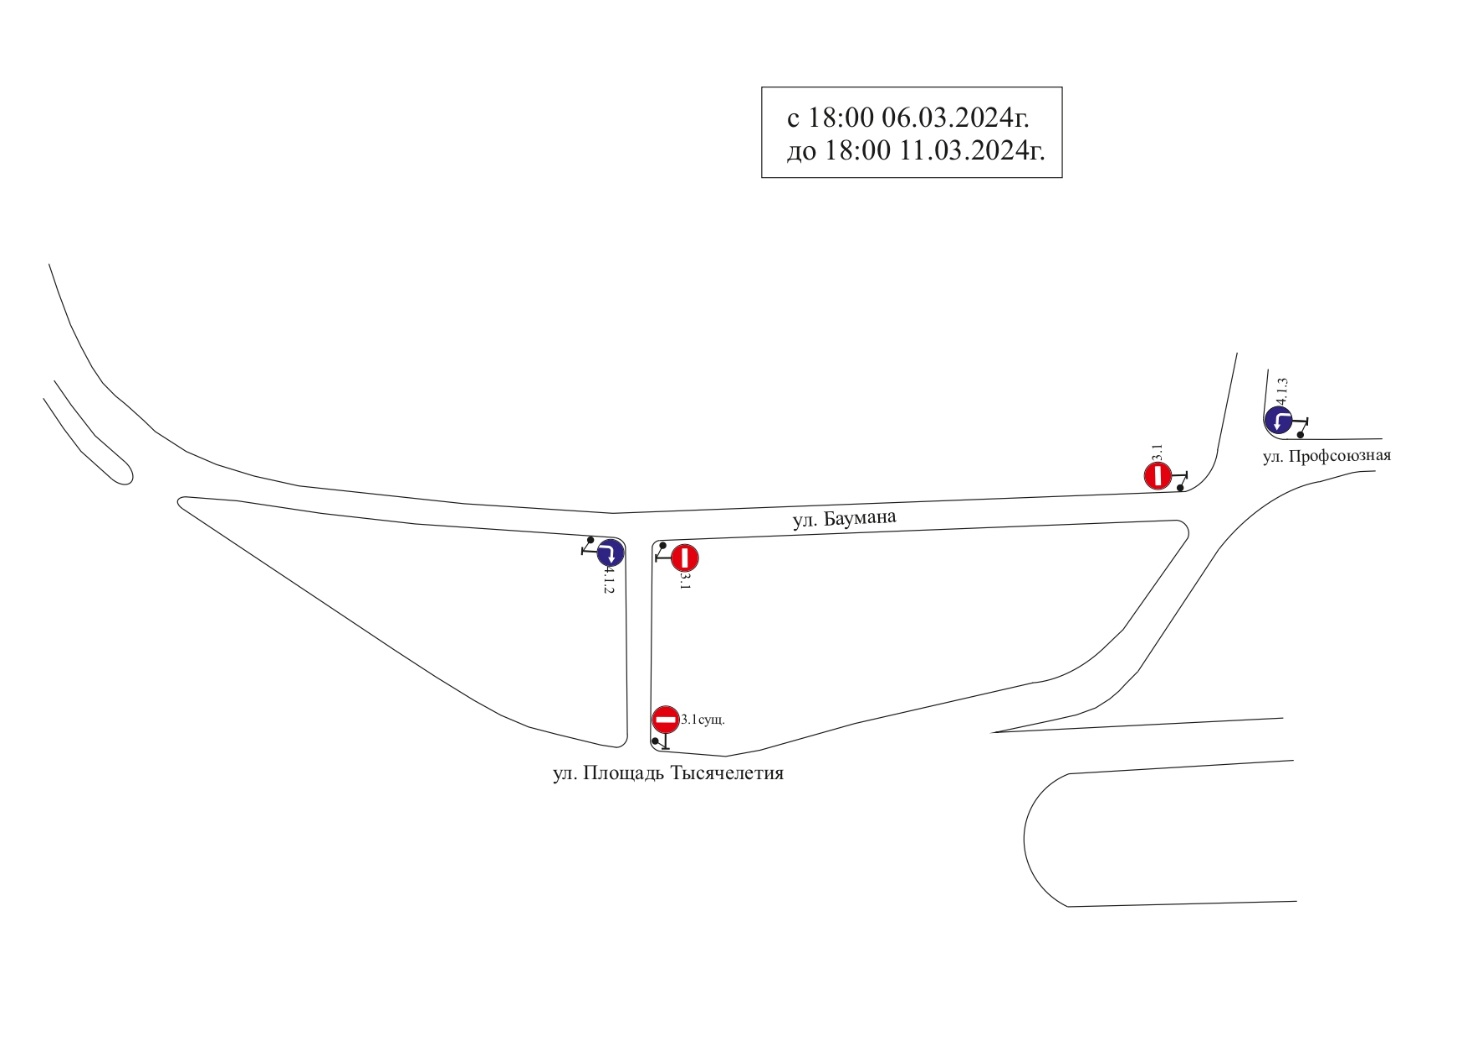 с 18:00 06.03.2024г.
до 18:00 11.03.2024г.
4.1.3
ул. Профсоюзная
3.1
ул. Баумана
4.1.2
3.1
3.1сущ.
ул. Площадь Тысячелетия